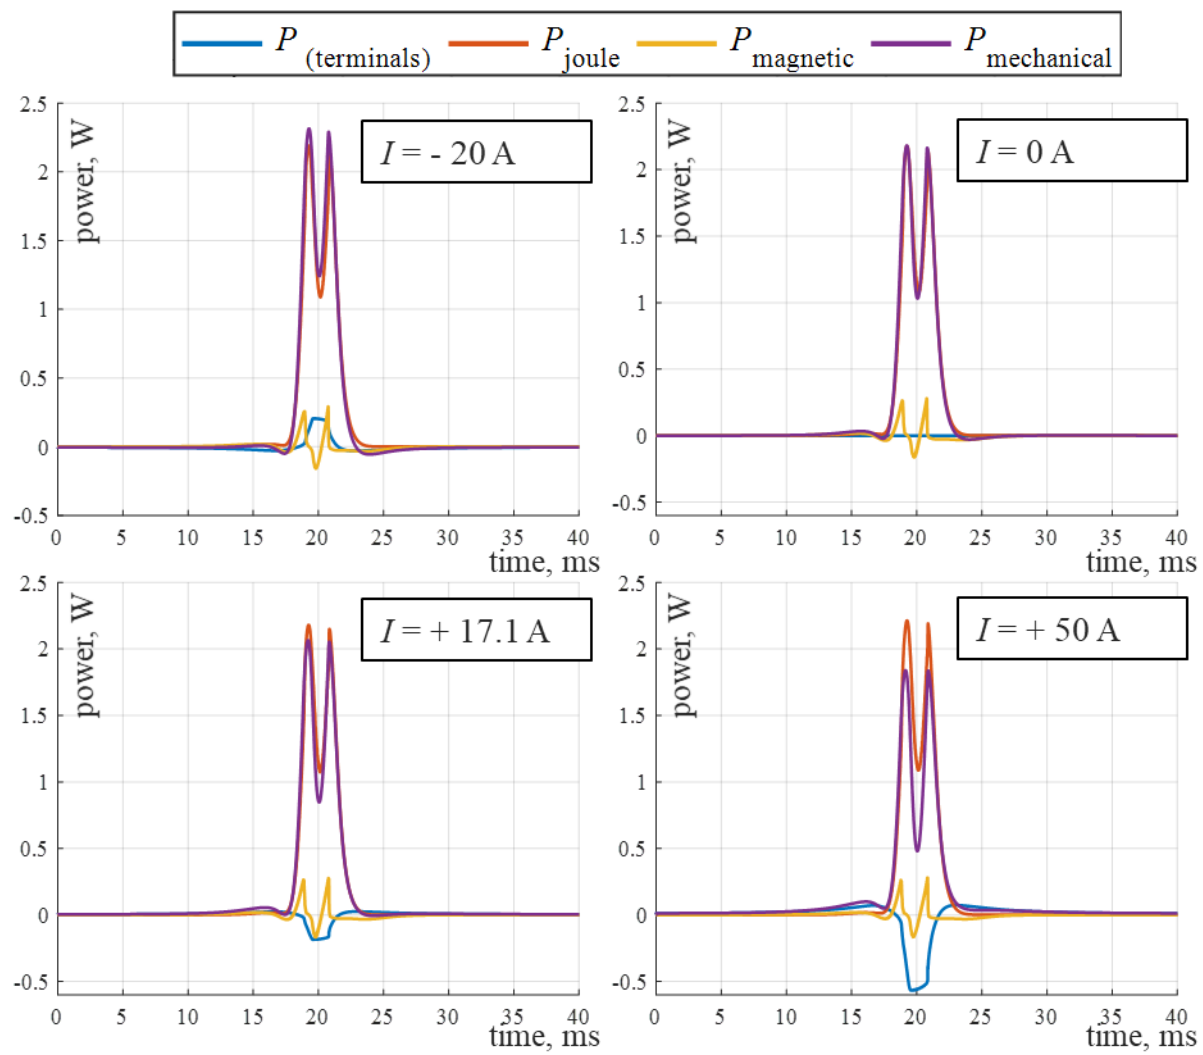 P (terminals) P joule P magnetic P mechanical
2.5
2
1.5
1
0.5
0
-0.5
power, W
I = - 20 A
0 5 10 15 20 25 30 35 40
time, ms
2.5
2
1.5
1
0.5
0
-0.5
power, W
I = 0 A
0 5 10 15 20 25 30 35 40
time, ms
2.5
2
1.5
1
0.5
0
-0.5
power, W
I = + 17.1 A
0 5 10 15 20 25 30 35 40
time, ms
2.5
2
1.5
1
0.5
0
-0.5
power, W
I = + 50 A
0 5 10 15 20 25 30 35 40
time, ms